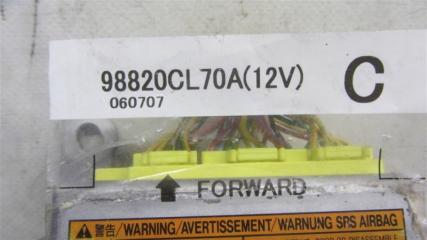 98820CL70A(12V) C
060707
FORWARD
警告/WARNING/AVERTISSEMENT/WARNUNG SPS AIRBAG